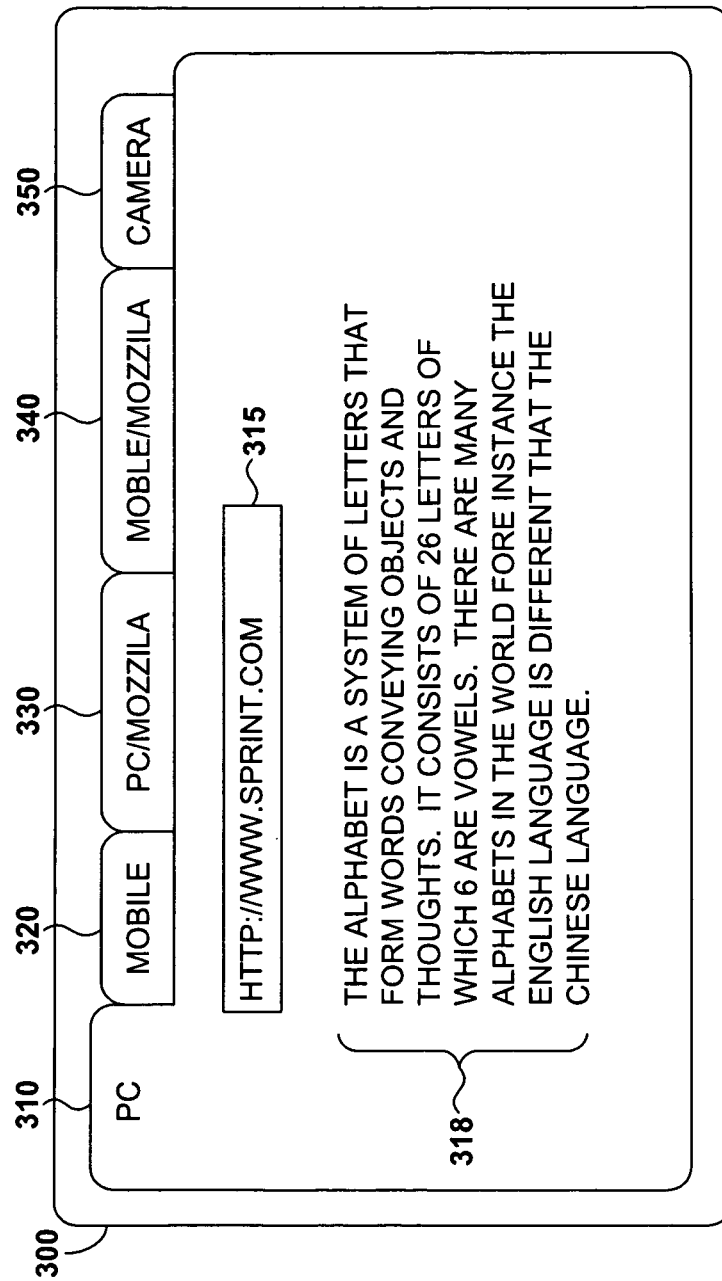 300
310
320
330
340
350
PC
MOBILE
PC/MOZZILA
MOBLE/MOZZILA
CAMERA
HTTP://WWW.SPRINT.COM
315
318
THE ALPHABET IS A SYSTEM OF LETTERS THAT
FORM WORDS CONVEYING OBJECTS AND
THOUGHTS. IT CONSISTS OF 26 LETTERS OF
WHICH 6 ARE VOWELS. THERE ARE MANY
ALPHABETS IN THE WORLD FORE INSTANCE THE
ENGLISH LANGUAGE IS DIFFERENT THAT THE
CHINESE LANGUAGE.